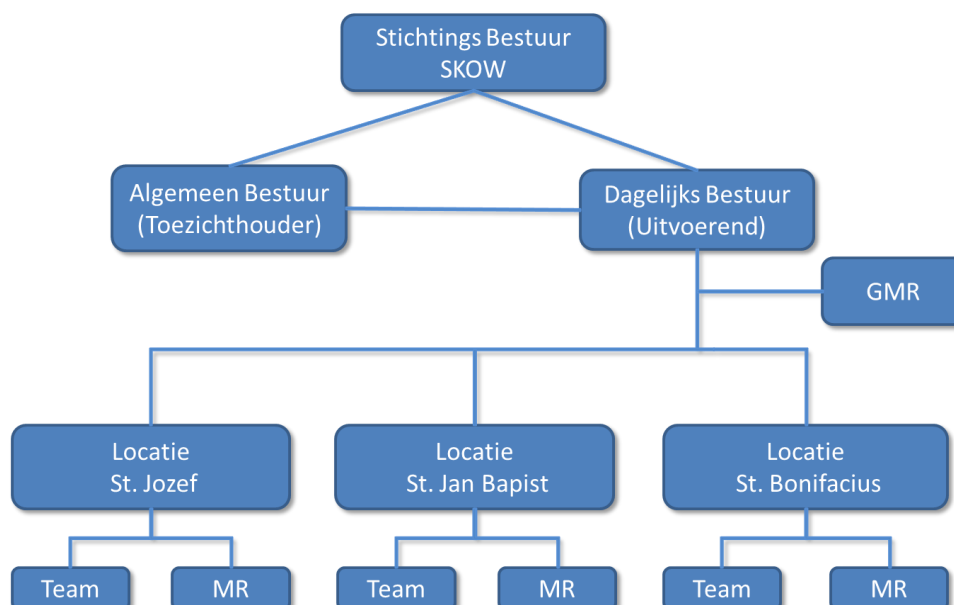 Stichtings Bestuur
SKOW
Algemeen Bestuur
(Toezichthouder)
Dagelijks Bestuur
(Uitvoerend)
GMR
Locatie
St. Jozef
Locatie
St. Jan Bapist
Locatie
St. Bonifacius
Team
MR
Team
MR
Team
MR